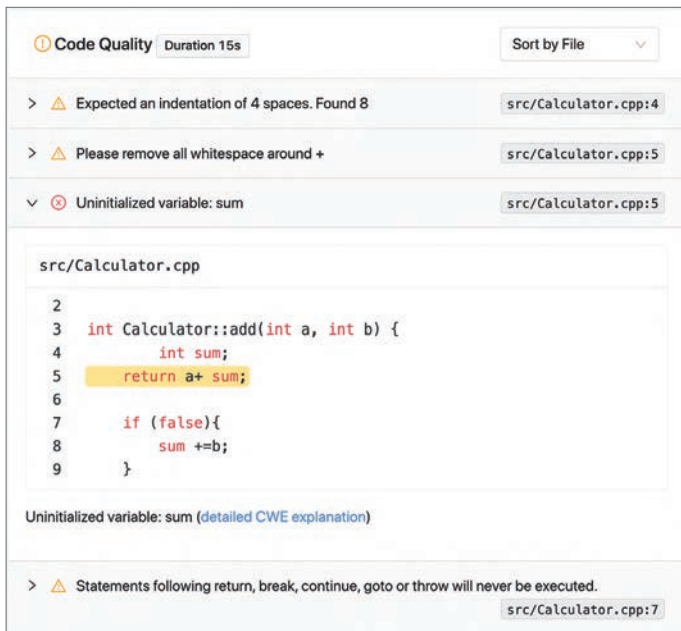 Code Quality Duration 15s Sort by File
Expected an indentation of 4 spaces. Found 8 src/Calculator.cpp:4
Please remove all whitespace around + src/Calculator.cpp:5
Uninitialized variable: sum src/Calculator.cpp:5
src/Calculator.cpp
2
3 int Calculator::add(int a, int b) {
4 int sum;
5 return a+ sum;
6
7 if (false){
8 sum +=b;
9 }
Uninitialized variable: sum (detailed CWE explanation)
Statements following return, break, continue, goto or throw will never be executed.
src/Calculator.cpp:7